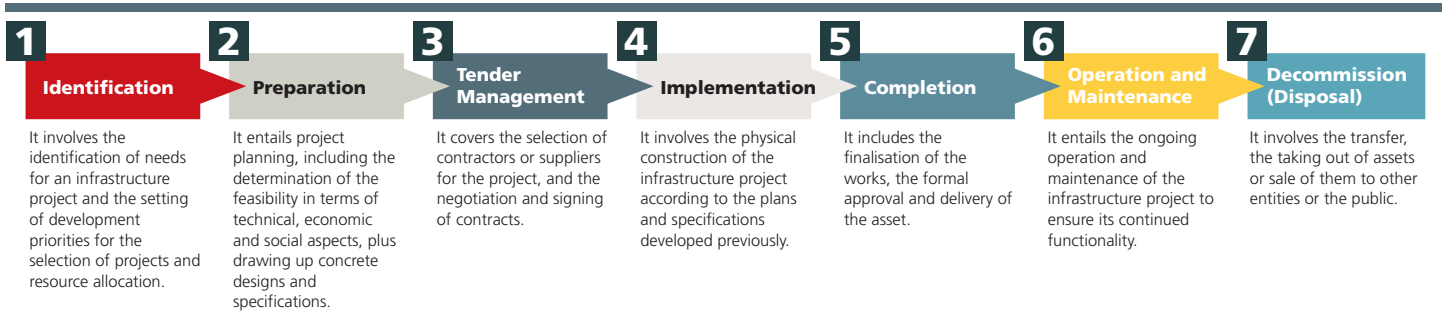 1
Identification
It involves the
identification of needs
for an infrastructure
project and the setting
of development
priorities for the
selection of projects and
resource allocation.
2
Preparation
It entails project
planning, including the
determination of the
feasibility in terms of
technical, economic
and social aspects, plus
drawing up concrete
designs and
specifications.
3
Tender
Management
It covers the selection of
contractors or suppliers
for the project, and the
negotiation and signing
of contracts.
4
Implementation
It involves the physical
construction of the
infrastructure project
according to the plans
and specifications
developed previously.
5
Completion
It includes the
finalisation of the
works, the formal
approval and delivery of
the asset.
6
Operation and
Maintenance
It entails the ongoing
operation and
maintenance of the
infrastructure project to
ensure its continued
functionality.
7
Decommission
(Disposal)
It involves the transfer,
the taking out of assets
or sale of them to other
entities or the public.